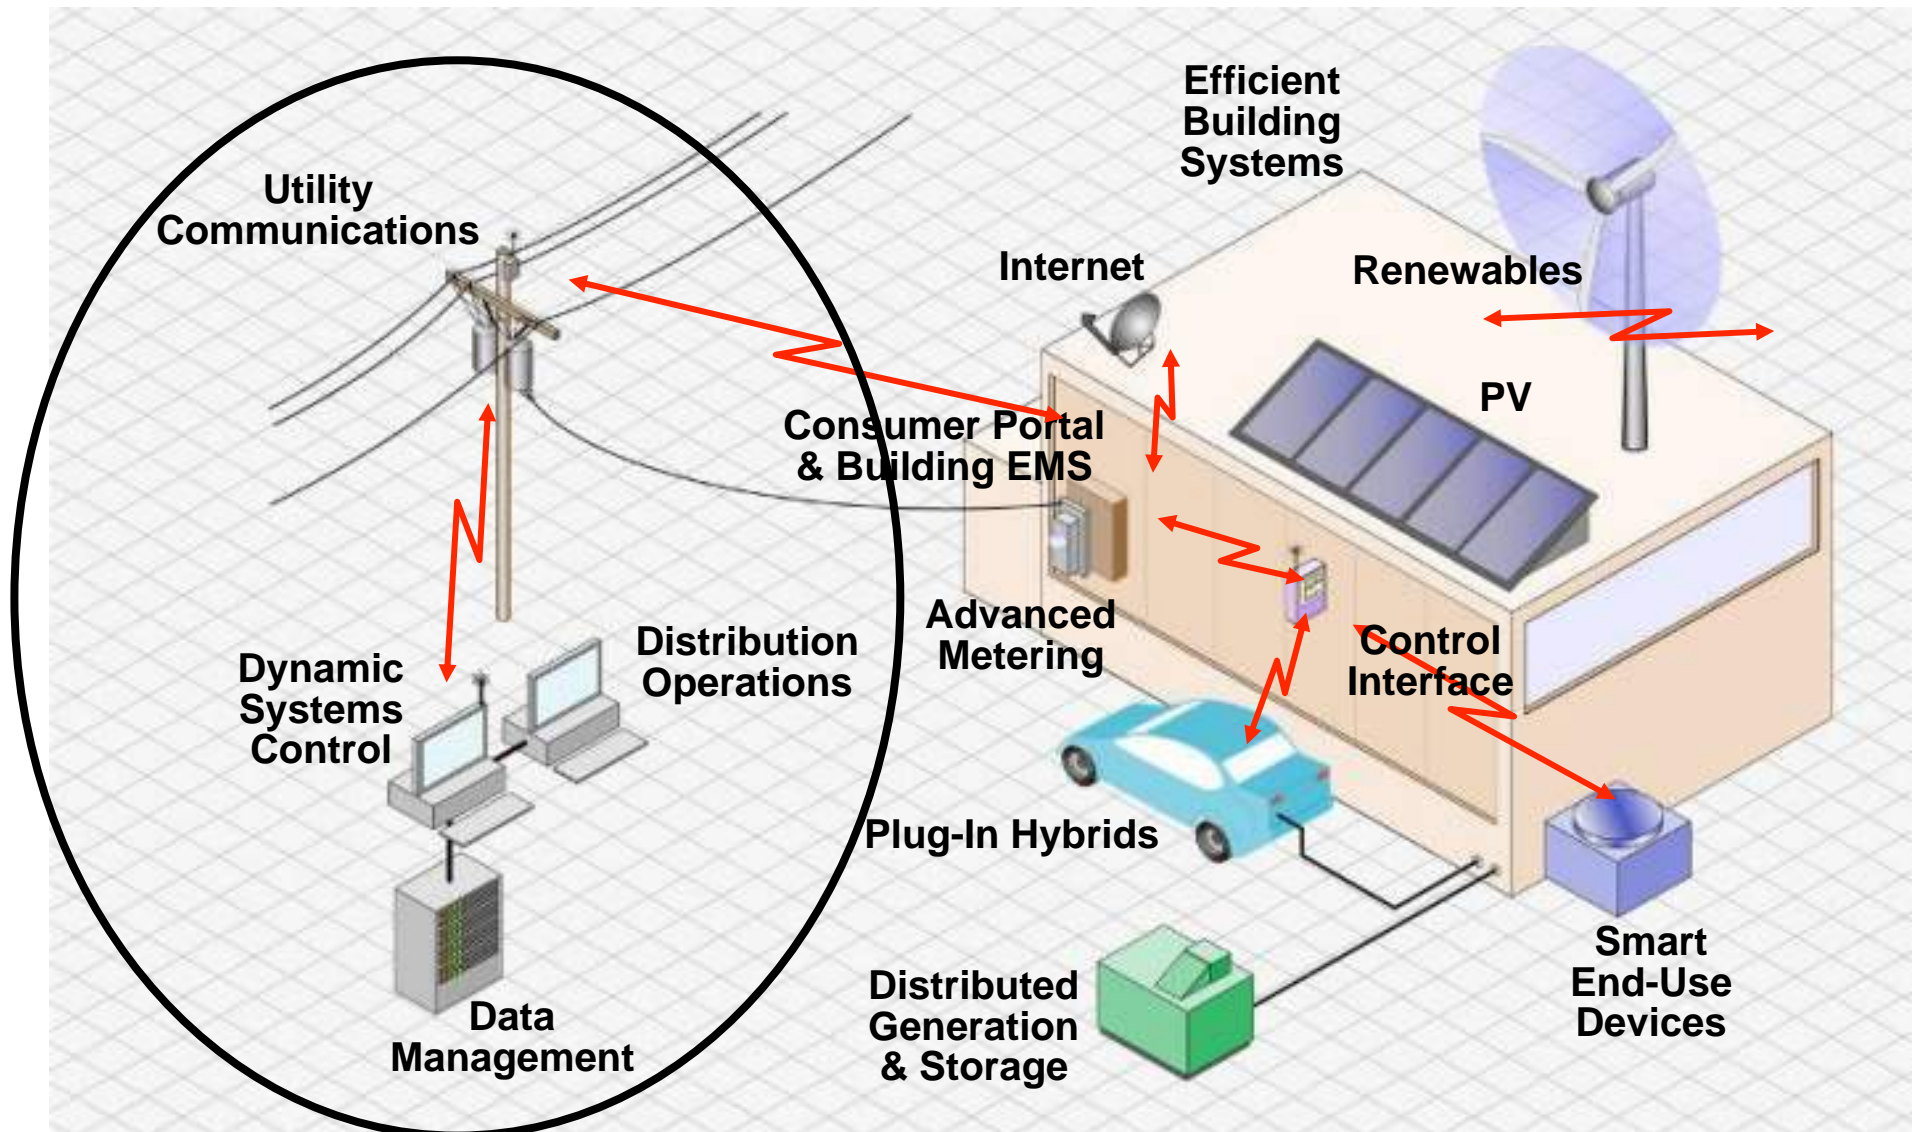 Efficient
Building
Systems
Utility
Communications
Internet
Renewables
PV
Consumer Portal
& Building EMS
Advanced
Metering
Control
Interface
Distribution
Operations
Dynamic
Systems
Control
Plug-In Hybrids
Smart
End-Use
Devices
Distributed
Generation
& Storage
Data
Management